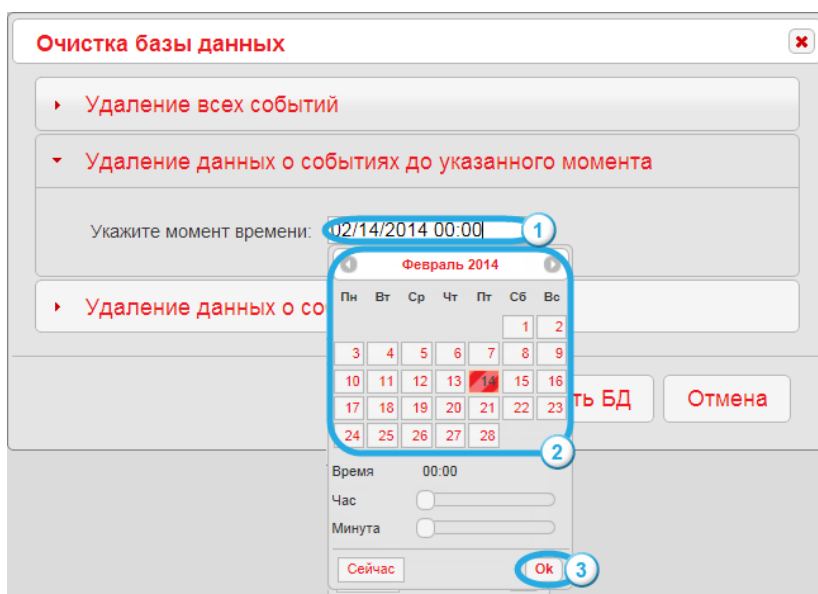 Очистка базы данных
Удаление всех событий
Удаление данных о событиях до указанного момента
Укажите момент времени: 02/14/2014 00:00 1
Февраль 2014
Пн Вт Ср Чт Пт Сб Вс
1 2
3 4 5 6 7 8 9
10 11 12 13 14 15 16
17 18 19 20 21 22 23
24 25 26 27 28
2
Удаление данных о со
ть БД Отмена
Время 00:00
Час
Минута
Сейчас Ok 3